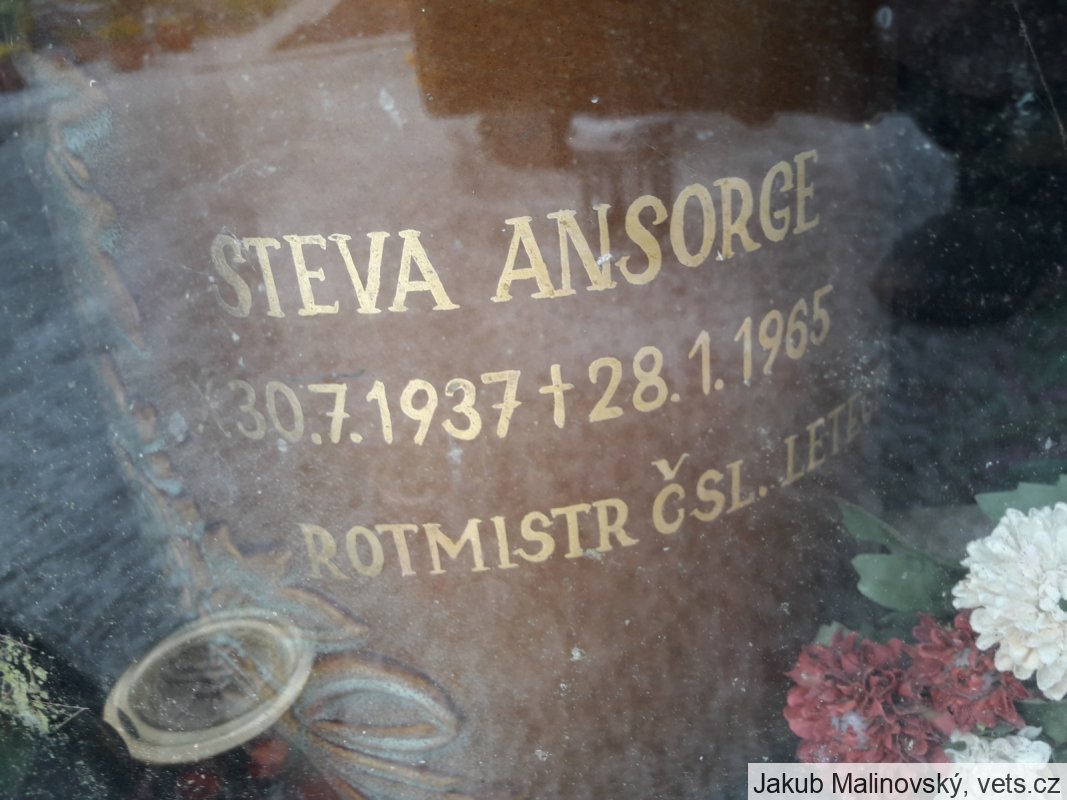 STEVA ANSORGE
* 30.7.1937 † 28.1.1965
ROTMISTR ČSL.
Jakub Malinovský, vets.cz